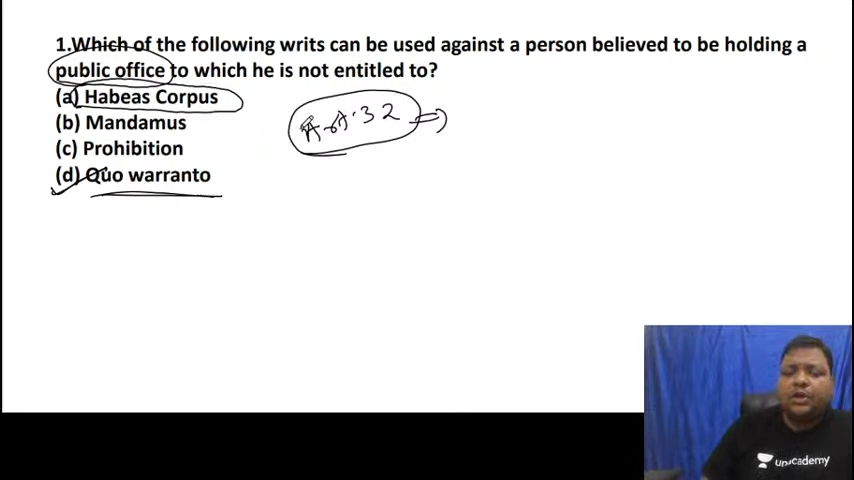 1.Which of the following writs can be used against a person believed to be holding a
public office to which he is not entitled to?
(a) Habeas Corpus
(b) Mandamus
(c) Prohibition
(d) Quo warranto
Art.32
unacademy